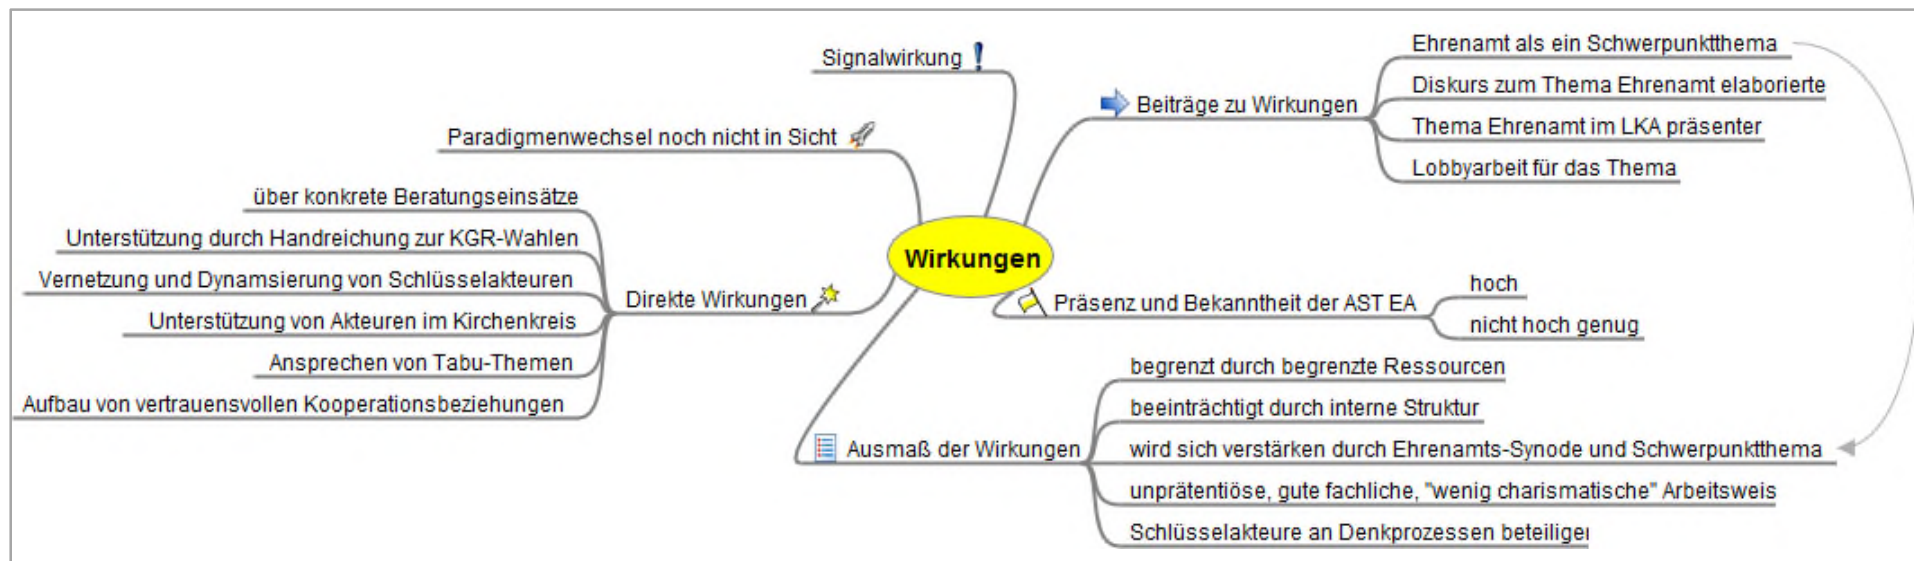 Signalwirkung
Paradigmenwechsel noch nicht in Sicht
über konkrete Beratungseinsätze
Unterstützung durch Handreichung zur KGR-Wahlen
Vernetzung und Dynamsierung von Schlüsselakteuren
Unterstützung von Akteuren im Kirchenkreis
Ansprechen von Tabu-Themen
Aufbau von vertrauensvollen Kooperationsbeziehungen
Direkte Wirkungen
Wirkungen
Beiträge zu Wirkungen
Ehrenamt als ein Schwerpunktthema
Diskurs zum Thema Ehrenamt elaborierte
Thema Ehrenamt im LKA präsenter
Lobbyarbeit für das Thema
Präsenz und Bekanntheit der AST EA
hoch
nicht hoch genug
Ausmaß der Wirkungen
begrenzt durch begrenzte Ressourcen
beeinträchtigt durch interne Struktur
wird sich verstärken durch Ehrenamts-Synode und Schwerpunktthema
unprätentiöse, gute fachliche, "wenig charismatische" Arbeitsweis
Schlüsselakteure an Denkprozessen beteiliger